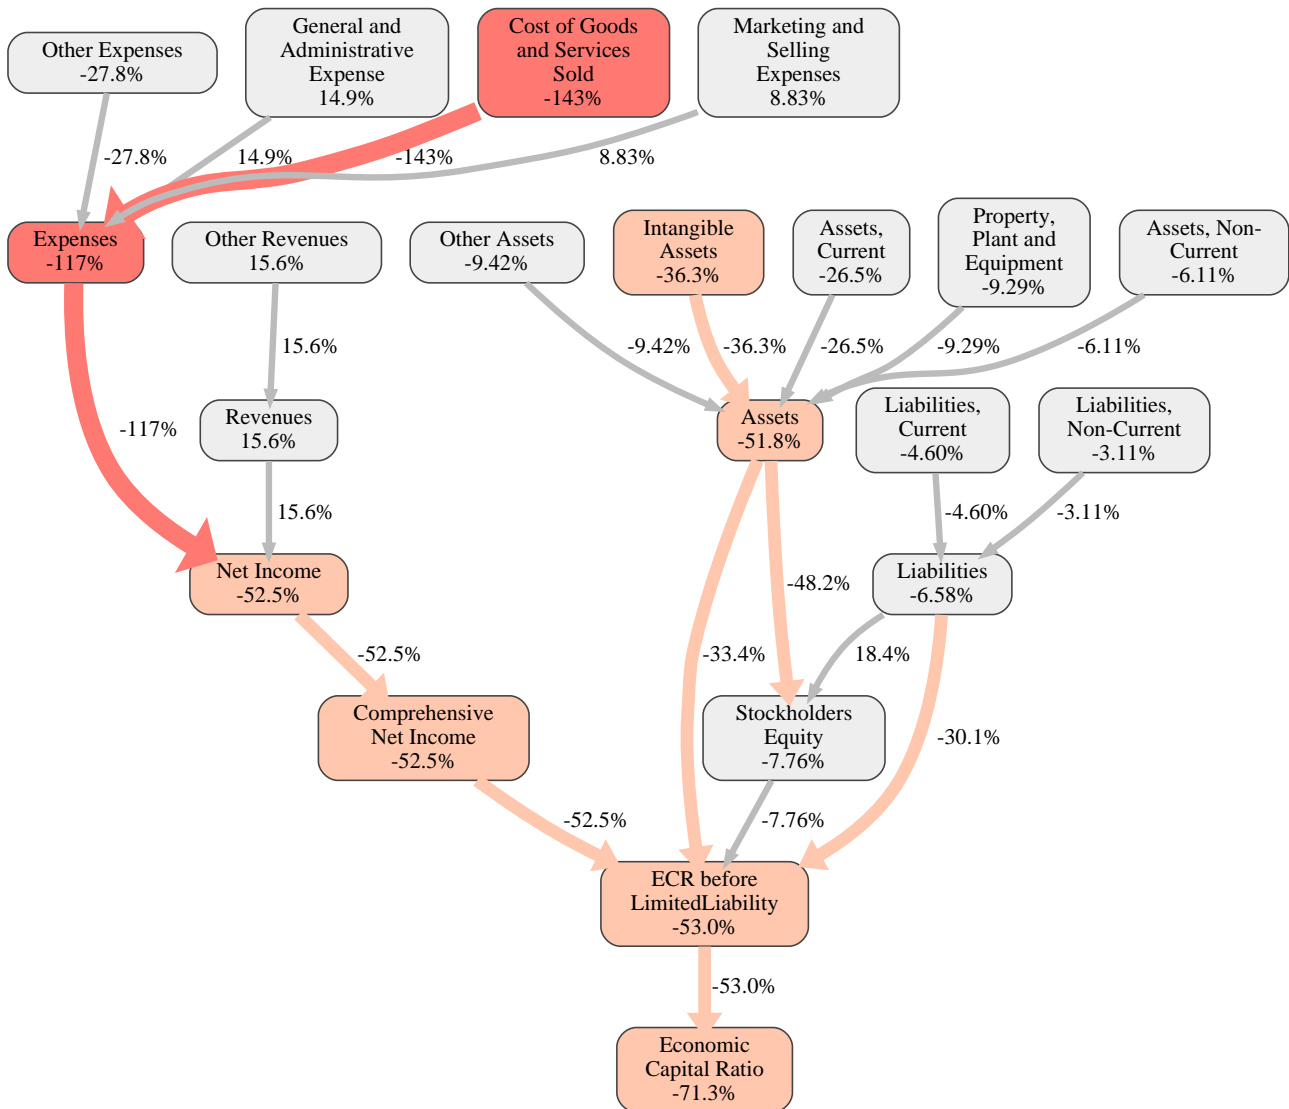 Other Expenses
-27.8%
General and
Administrative
Expense
14.9%
Cost of Goods
and Services
Sold
-143%
Marketing and
Selling
Expenses
8.83%
-27.8%
14.9%
-143%
8.83%
Expenses
-117%
Other Revenues
15.6%
Other Assets
-9.42%
Intangible
Assets
-36.3%
Assets,
Current
-26.5%
Property,
Plant and
Equipment
-9.29%
Assets, Non-
Current
-6.11%
15.6%
-9.42%
-36.3%
-26.5%
-9.29%
-6.11%
-117%
Revenues
15.6%
Assets
-51.8%
Liabilities,
Current
-4.60%
Liabilities,
Non-Current
-3.11%
15.6%
-4.60%
-3.11%
Net Income
-52.5%
-48.2%
Liabilities
-6.58%
-52.5%
-33.4%
18.4%
-30.1%
Comprehensive
Net Income
-52.5%
Stockholders
Equity
-7.76%
-52.5%
-7.76%
ECR before
LimitedLiability
-53.0%
-53.0%
Economic
Capital Ratio
-71.3%